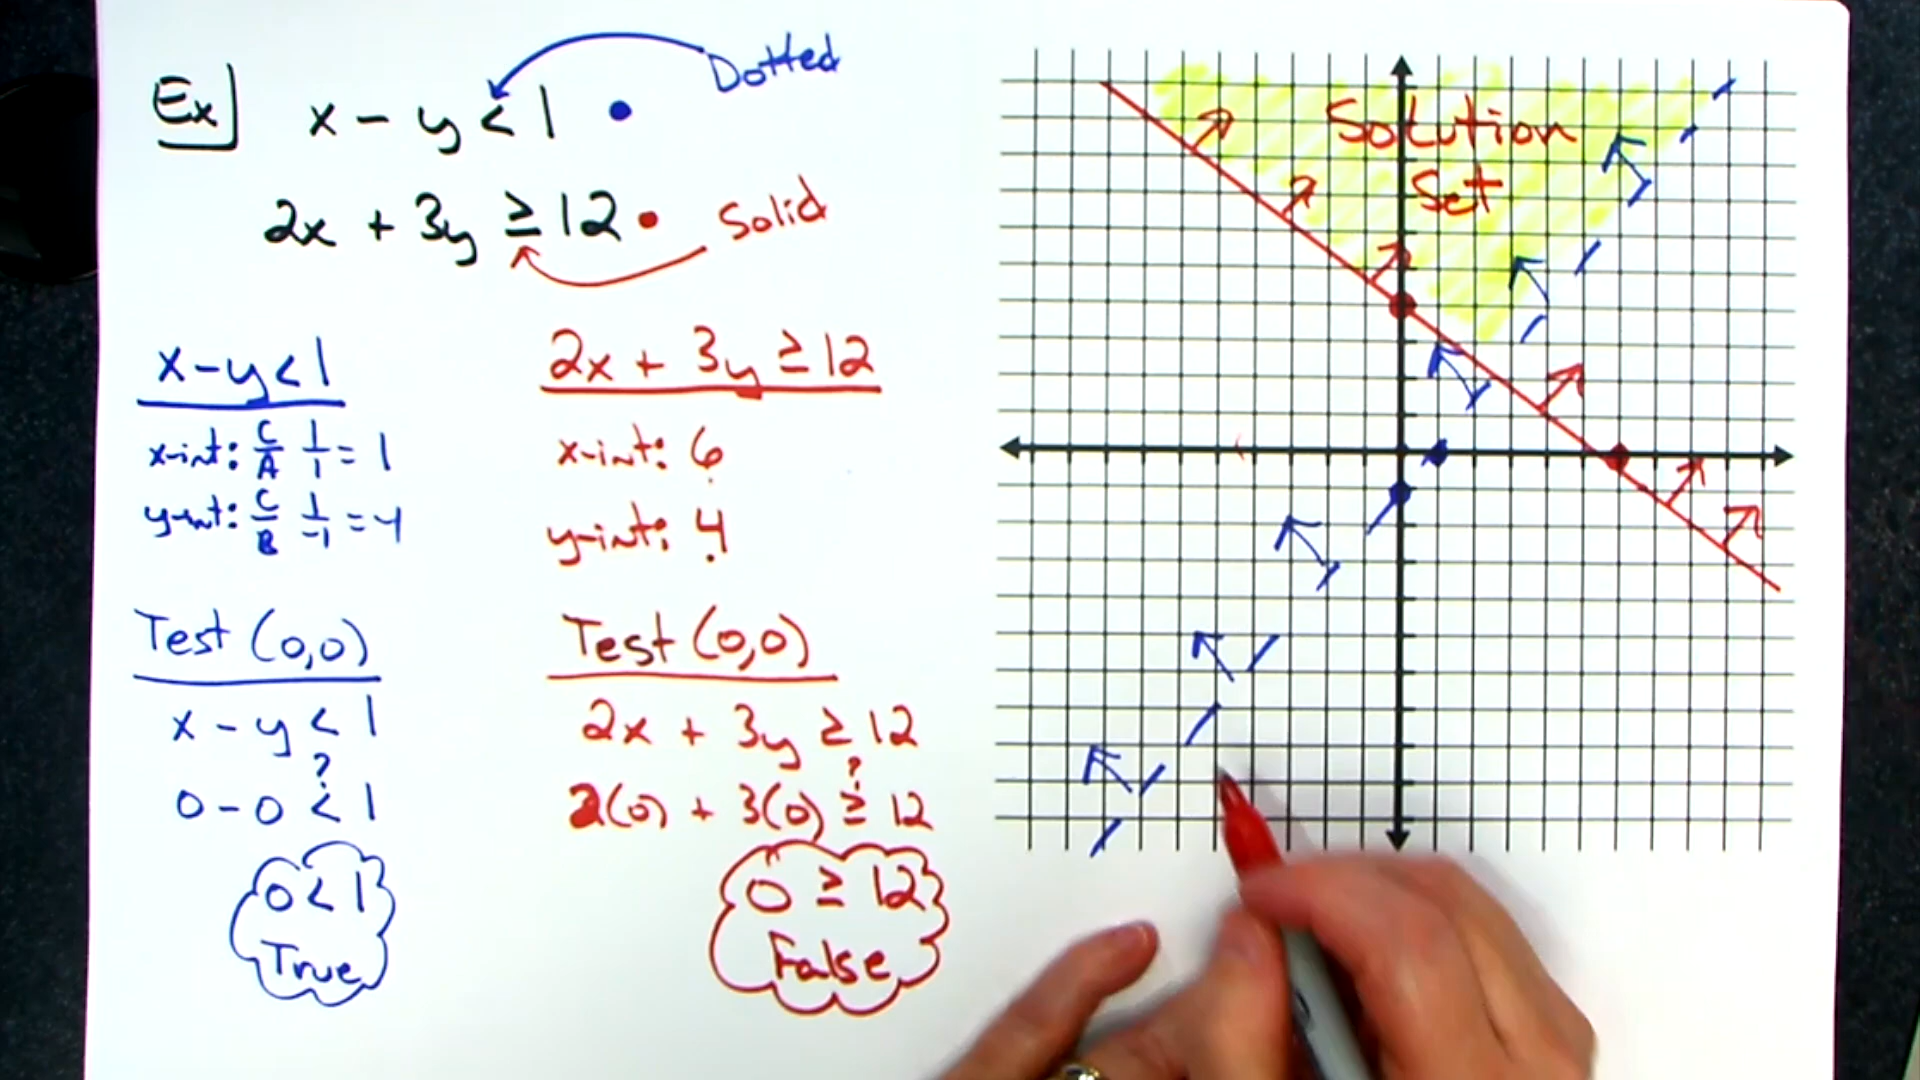 Ex
x - y < 1
Dotted
2x + 3y ≥ 12
Solid
x-y<1
x-int: C/A 1/1 = 1
y-int: C/B 1/-1 = -1
Test (0,0)
x - y < 1
?
0 - 0 < 1
0 < 1
True
2x + 3y ≥ 12
x-int: 6
y-int: 4
Test (0,0)
2x + 3y ≥ 12
?
2(0) + 3(0) ≥ 12
0 ≥ 12
False
Solution
Set